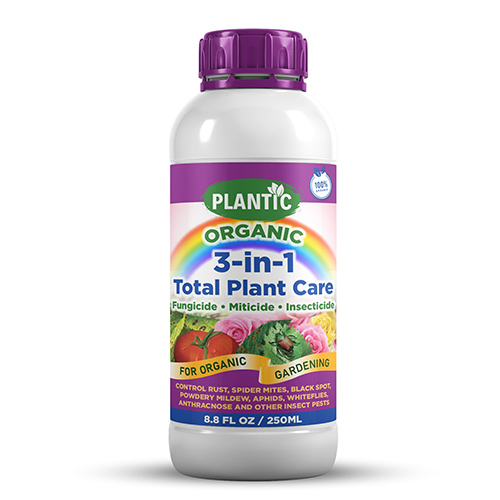 PLANTIC
100%
ORGANIC
3-in-1
Total Plant Care
Fungicide • Miticide • Insecticide
FOR ORGANIC GARDENING
CONTROL RUST, SPIDER MITES, BLACK SPOT,
POWDERY MILDEW, APHIDS, WHITEFLIES,
ANTHRACNOSE AND OTHER INSECT PESTS
8.8 FL OZ / 250ML